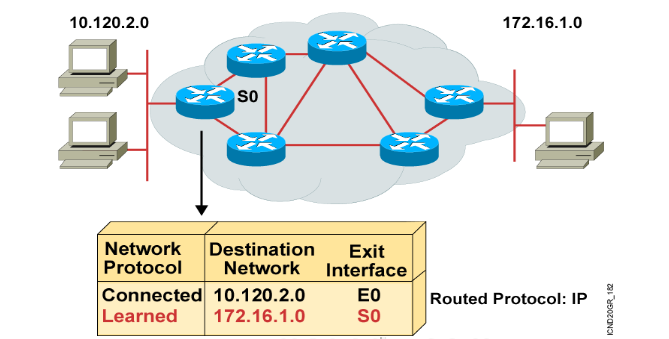 10.120.2.0
172.16.1.0
S0
Network Protocol
Destination Network
Exit Interface
Connected 10.120.2.0 E0
Learned 172.16.1.0 S0
Routed Protocol: IP
ICND20GR_162